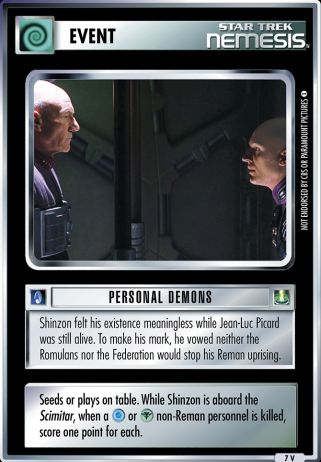 EVENT
STAR TREK
NEMESIS
NOT ENDORSED BY CBS OR PARAMOUNT PICTURES
PERSONAL DEMONS
Shinzon felt his existence meaningless while Jean-Luc Picard
was still alive. To make his mark, he vowed neither the
Romulans nor the Federation would stop his Reman uprising.
Seeds or plays on table. While Shinzon is aboard the
Scimitar, when a or non-Reman personnel is killed,
score one point for each.
7 V